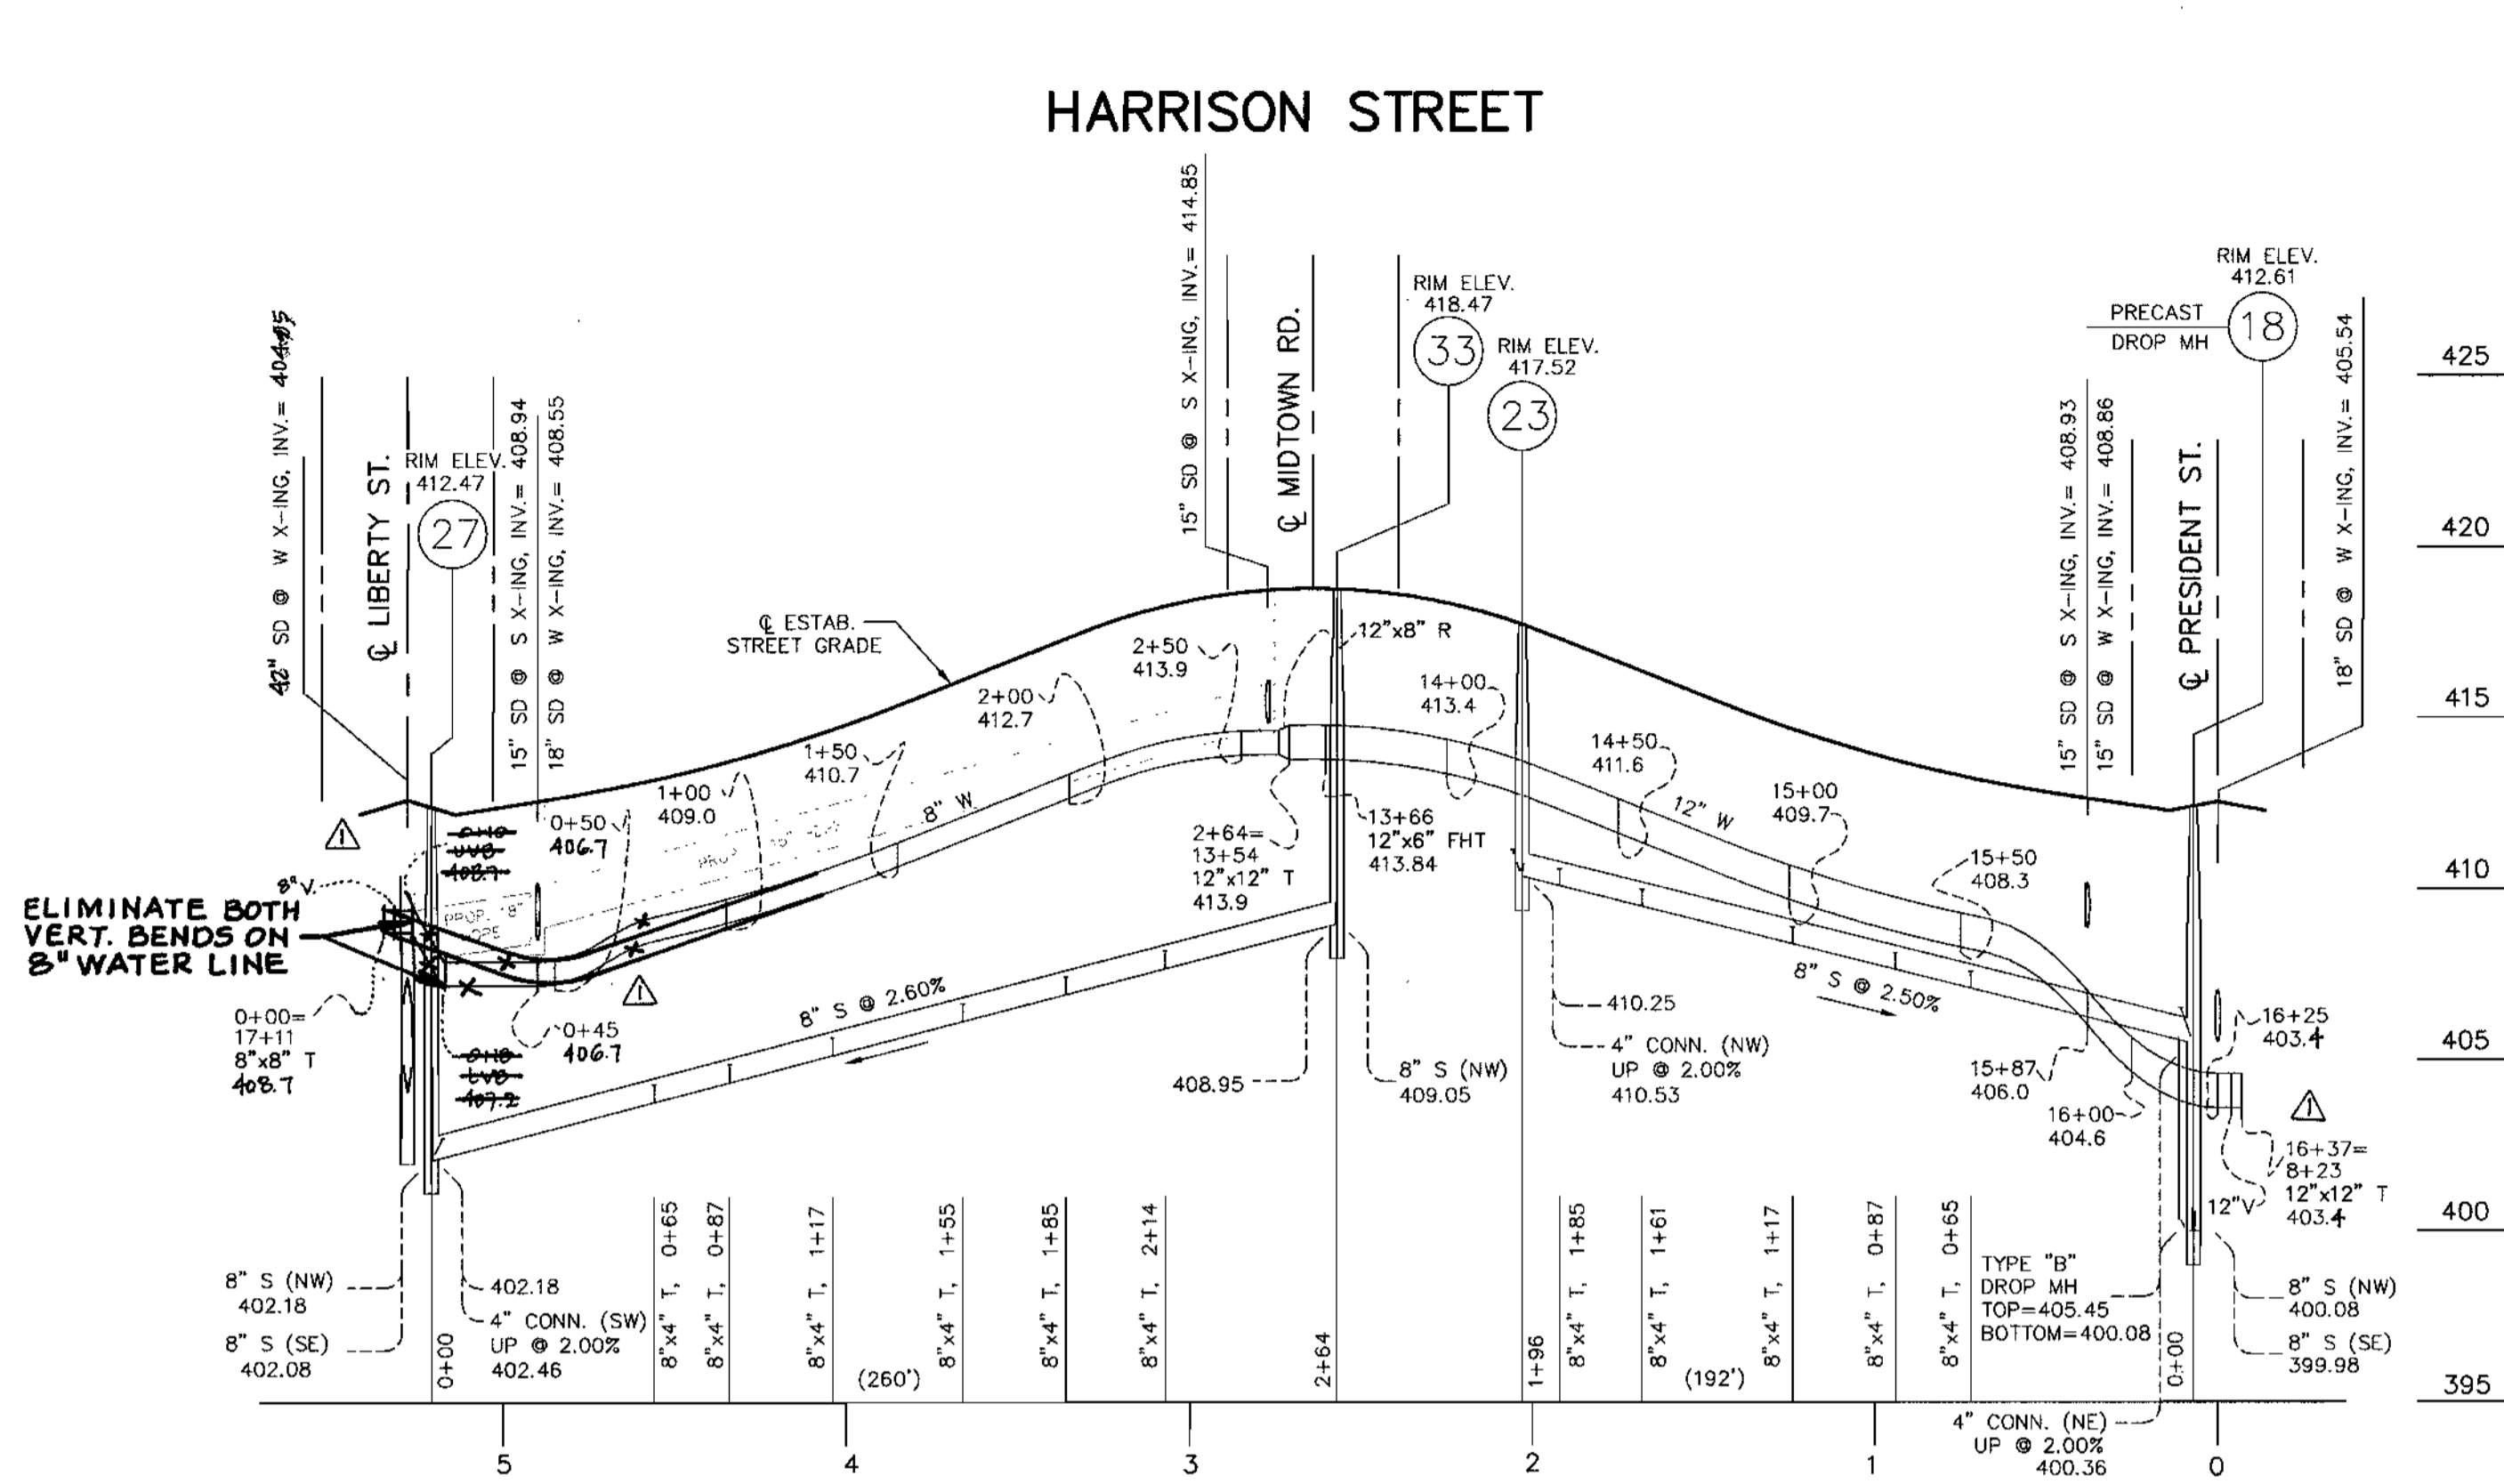 HARRISON STREET
42" SD @ W X-ING, INV.=
℄ LIBERTY ST.
RIM ELEV.
412.47
27
15" SD @ S X-ING, INV.= 408.94
18" SD @ W X-ING, INV.= 408.55
15" SD @ S X-ING, INV.= 414.85
℄ MIDTOWN RD.
RIM ELEV.
418.47
33
RIM ELEV.
417.52
23
RIM ELEV.
412.61
PRECAST
DROP MH
18
15" SD @ S X-ING, INV.= 408.93
15" SD @ W X-ING, INV.= 408.86
℄ PRESIDENT ST.
18" SD @ W X-ING, INV.= 405.54
425
420
415
410
405
400
395
℄ ESTAB.
STREET GRADE
0+50
406.7
1+00
409.0
1+50
410.7
2+00
412.7
2+50
413.9
12"x8" R
14+00
413.4
14+50
411.6
15+00
409.7
15+50
408.3
8" W
12" W
2+64=
13+54
12"x12" T
413.9
13+66
12"x6" FHT
413.84
0+10
UVB
408.7
8"V.
PROP. 8"
ELIMINATE BOTH
VERT. BENDS ON
8" WATER LINE
1
0+00=
17+11
8"x8" T
408.7
0+18
LVB
407.2
0+45
406.7
1
8" S @ 2.60%
408.95
8" S (NW)
409.05
410.25
4" CONN. (NW)
UP @ 2.00%
410.53
8" S @ 2.50%
15+87
406.0
16+00
404.6
16+25
403.4
1
16+37=
8+23
12"x12" T
403.4
12"V
8" S (NW)
402.18
8" S (SE)
402.08
402.18
4" CONN. (SW)
UP @ 2.00%
402.46
0+00
8"x4" T, 0+65
8"x4" T, 0+87
8"x4" T, 1+17
(260')
8"x4" T, 1+55
8"x4" T, 1+85
8"x4" T, 2+14
2+64
1+96
8"x4" T, 1+85
8"x4" T, 1+61
(192')
8"x4" T, 1+17
8"x4" T, 0+87
8"x4" T, 0+65
TYPE "B"
DROP MH
TOP=405.45
BOTTOM=400.08
0+00
8" S (NW)
400.08
8" S (SE)
399.98
4" CONN. (NE)
UP @ 2.00%
400.36
5
4
3
2
1
0